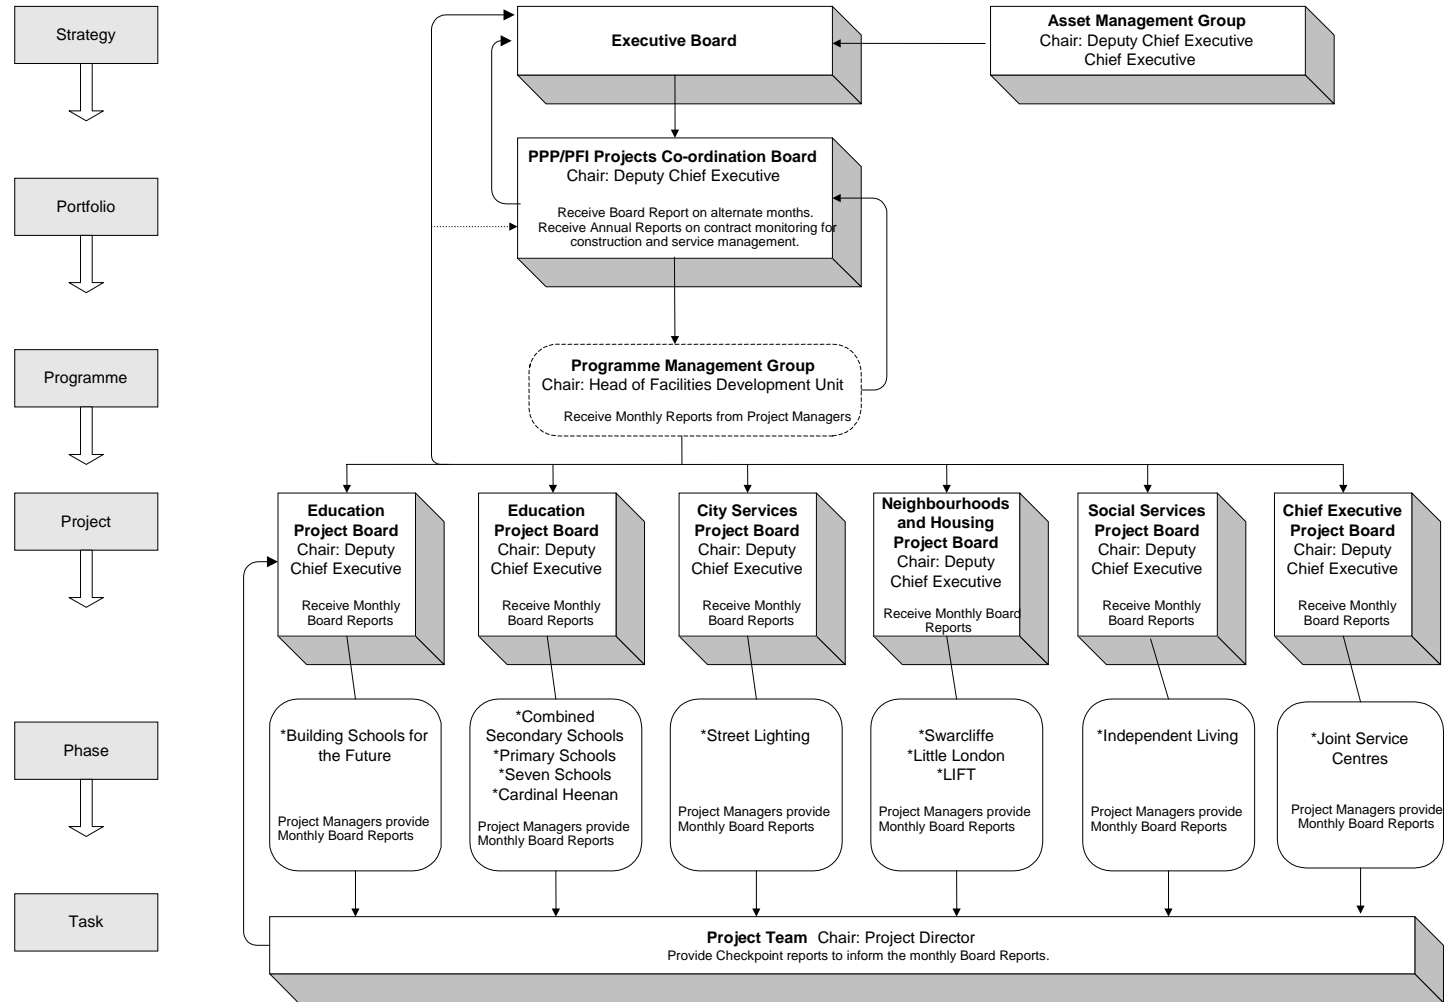 Strategy
Executive Board
Asset Management Group
Chair: Deputy Chief Executive
Chief Executive
PPP/PFI Projects Co-ordination Board
Chair: Deputy Chief Executive
Receive Board Report on alternate months.
Receive Annual Reports on contract monitoring for
construction and service management.
Portfolio
Programme
Programme Management Group
Chair: Head of Facilities Development Unit
Receive Monthly Reports from Project Managers
Project
Education
Project Board
Chair: Deputy
Chief Executive
Receive Monthly
Board Reports
Education
Project Board
Chair: Deputy
Chief Executive
Receive Monthly
Board Reports
City Services
Project Board
Chair: Deputy
Chief Executive
Receive Monthly
Board Reports
Neighbourhoods
and Housing
Project Board
Chair: Deputy
Chief Executive
Receive Monthly Board
Reports
Social Services
Project Board
Chair: Deputy
Chief Executive
Receive Monthly
Board Reports
Chief Executive
Project Board
Chair: Deputy
Chief Executive
Receive Monthly
Board Reports
Phase
*Building Schools for
the Future
Project Managers provide
Monthly Board Reports
*Combined
Secondary Schools
*Primary Schools
*Seven Schools
*Cardinal Heenan
Project Managers provide
Monthly Board Reports
*Street Lighting
Project Managers provide
Monthly Board Reports
*Swarcliffe
*Little London
*LIFT
Project Managers provide
Monthly Board Reports
*Independent Living
Project Managers provide
Monthly Board Reports
*Joint Service
Centres
Project Managers provide
Monthly Board Reports
Task
Project Team Chair: Project Director
Provide Checkpoint reports to inform the monthly Board Reports.